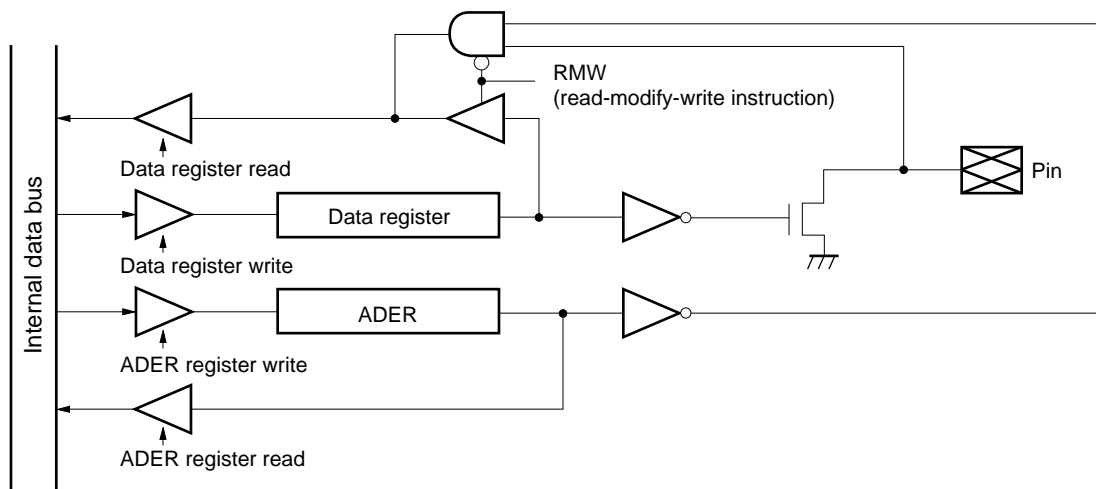 RMW
(read-modify-write instruction)
Data register read
Pin
Data register
Data register write
Internal data bus
ADER
ADER register write
ADER register read